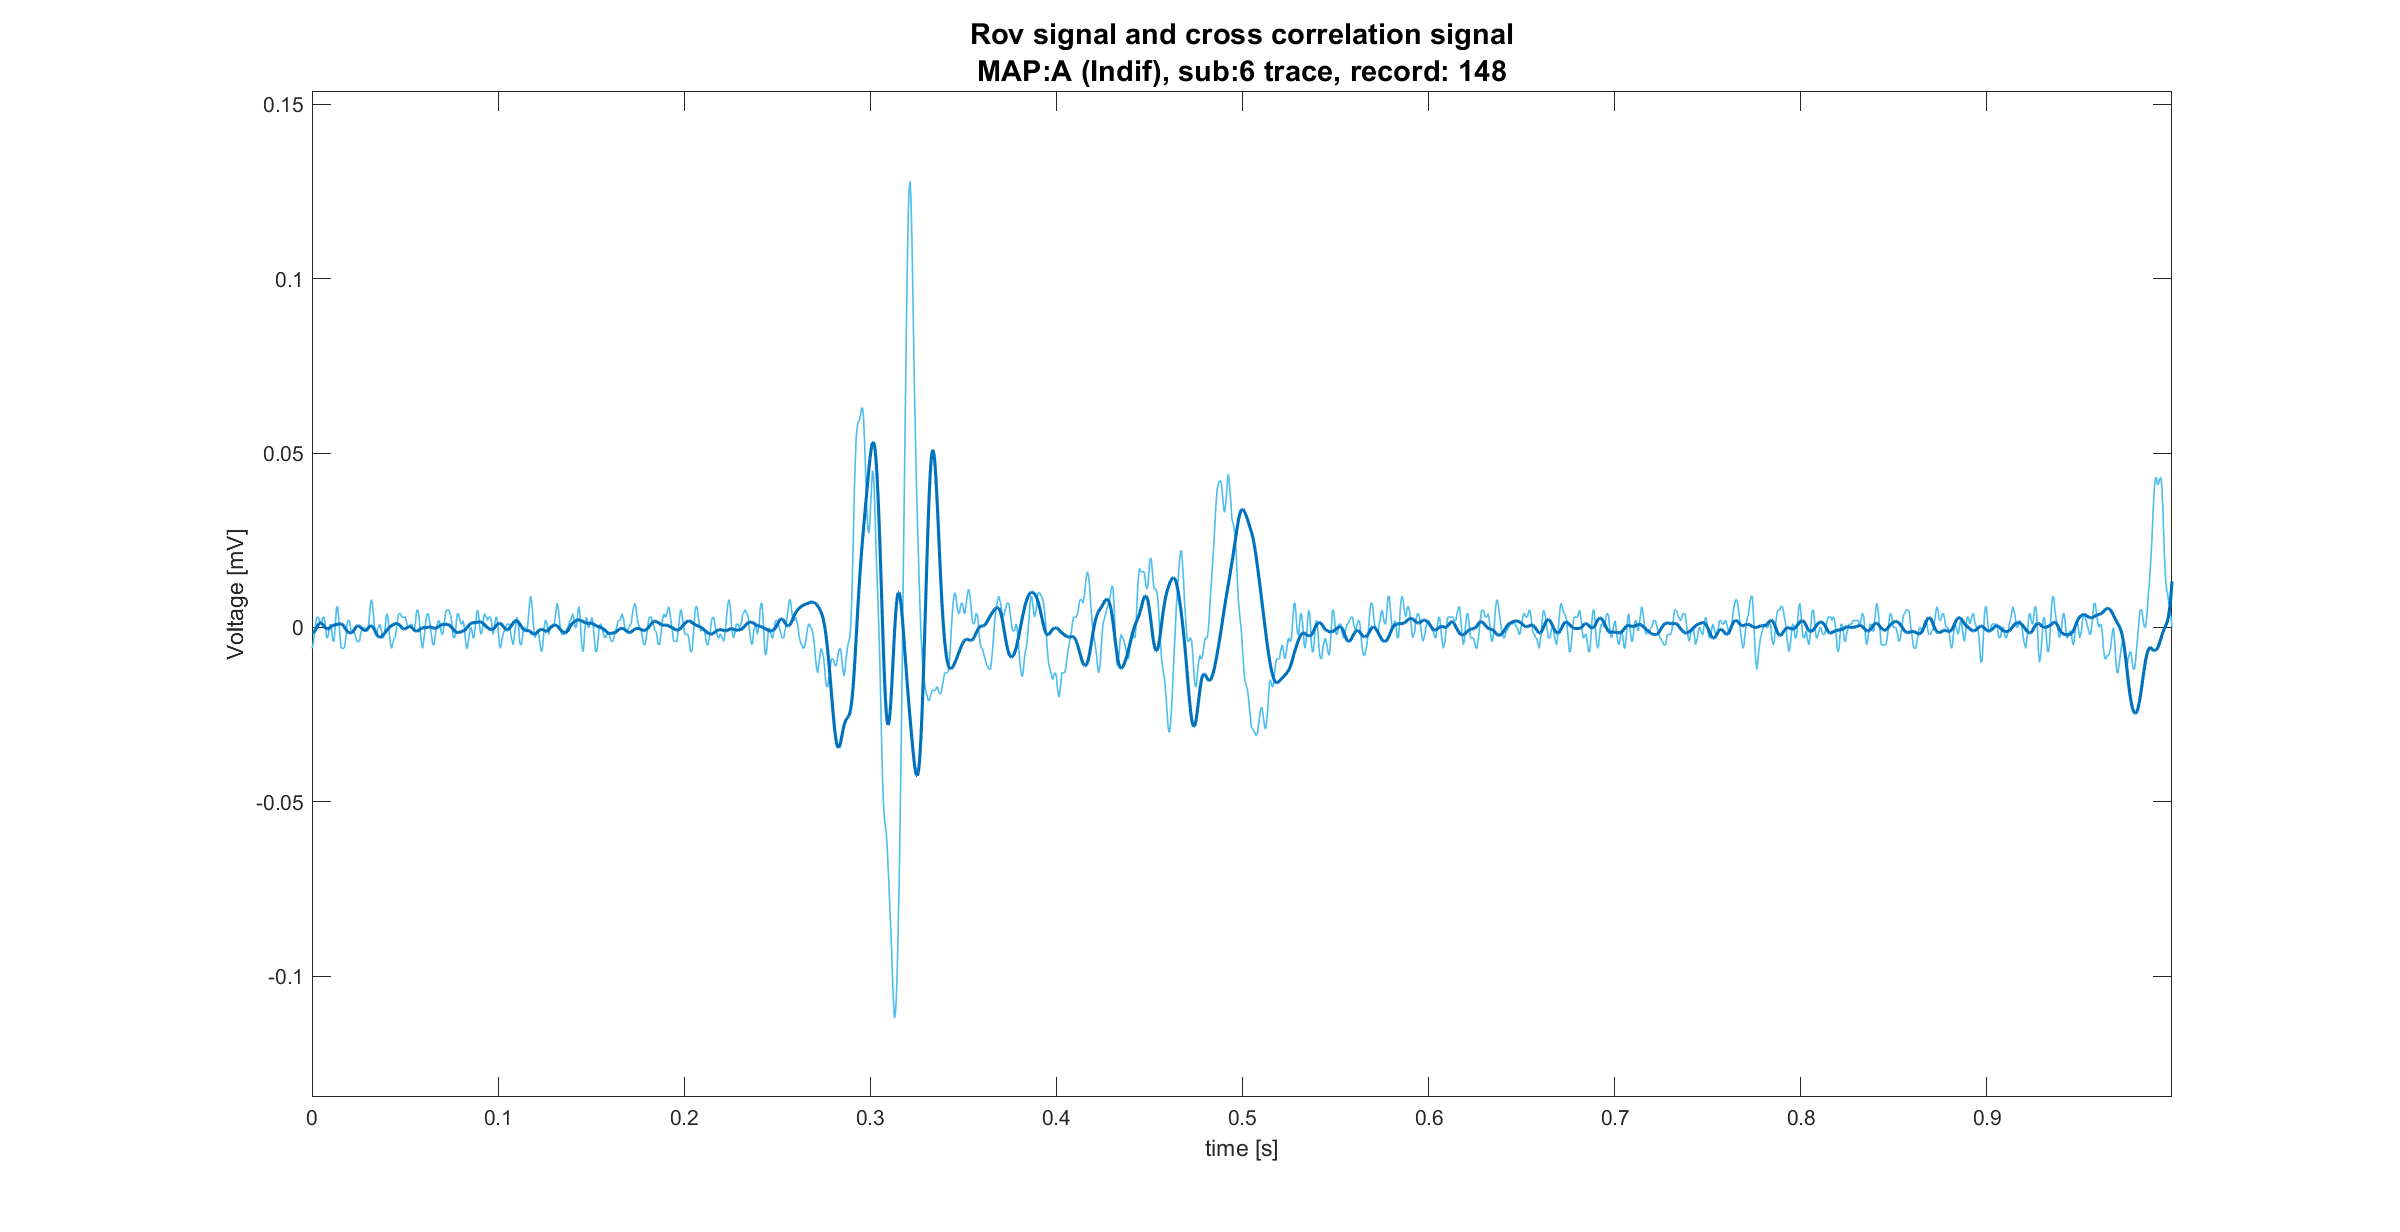 Rov signal and cross correlation signal
MAP:A (Indif), sub:6 trace, record: 148
0.15
0.1
0.05
0
-0.05
-0.1
Voltage [mV]
0 0.1 0.2 0.3 0.4 0.5 0.6 0.7 0.8 0.9
time [s]